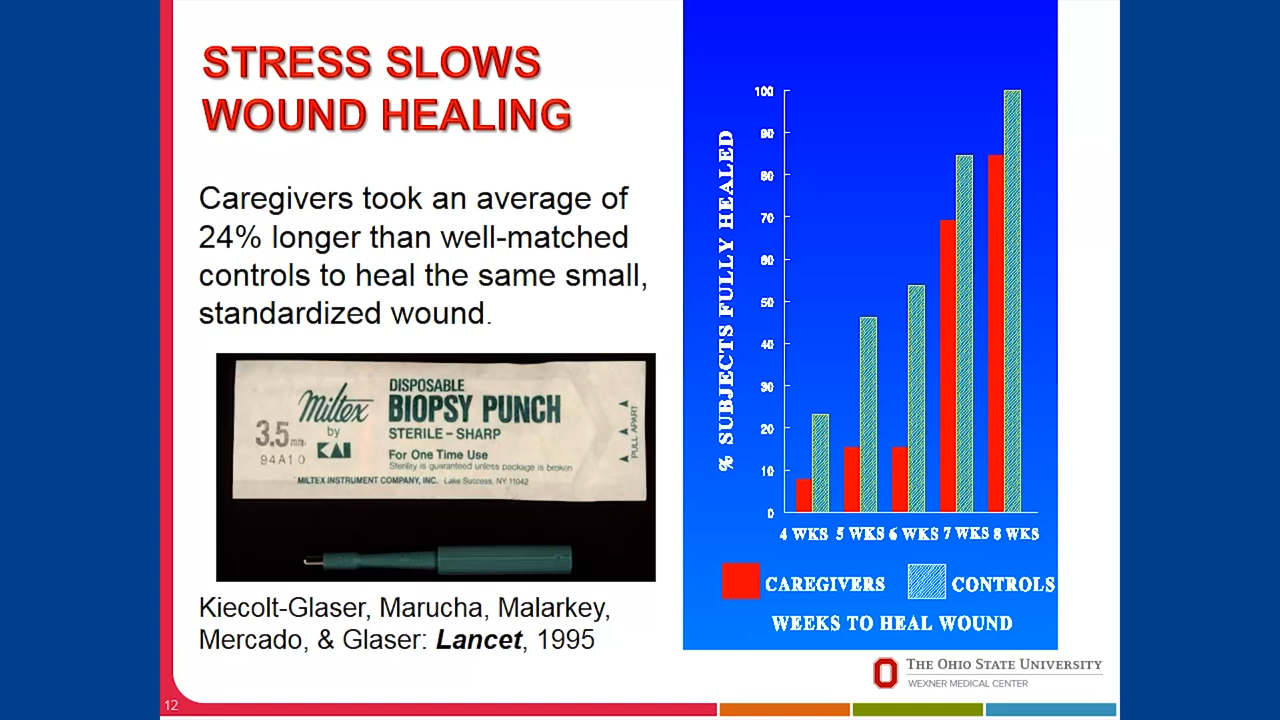 STRESS SLOWS
WOUND HEALING
Caregivers took an average of
24% longer than well-matched
controls to heal the same small,
standardized wound.
Miltex
by
KAI
3.5mm
94A10
DISPOSABLE
BIOPSY PUNCH
STERILE – SHARP
For One Time Use
Sterility is guaranteed unless package is broken
MILTEX INSTRUMENT COMPANY, INC. Lake Success, NY 11042
PULL APART
Kiecolt-Glaser, Marucha, Malarkey,
Mercado, & Glaser: Lancet, 1995
% SUBJECTS FULLY HEALED
100
90
80
70
60
50
40
30
20
10
0
4 WKS 5 WKS 6 WKS 7 WKS 8 WKS
CAREGIVERS CONTROLS
WEEKS TO HEAL WOUND
THE OHIO STATE UNIVERSITY
WEXNER MEDICAL CENTER
12